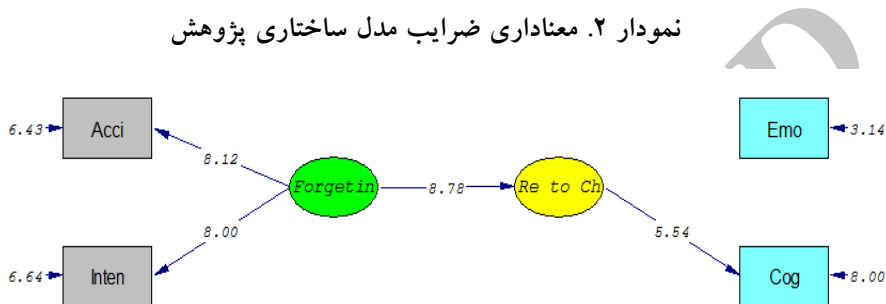 نمودار ۲. معناداری ضرایب مدل ساختاری پژوهش
6.43 Acci 8.12 Emo 3.14
Forgetin 8.78 Re to Ch
6.64 Inten 8.00 5.54 Cog 8.00